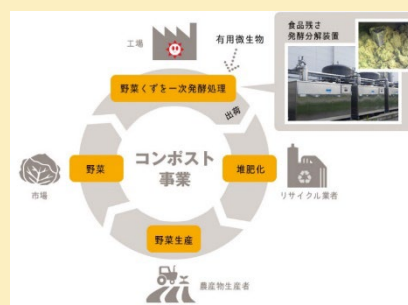 工場
有用微生物
食品残さ
発酵分解装置
野菜くずを一次発酵処理
出荷
野菜
コンポスト
事業
堆肥化
市場
リサイクル業者
野菜生産
農産物生産者